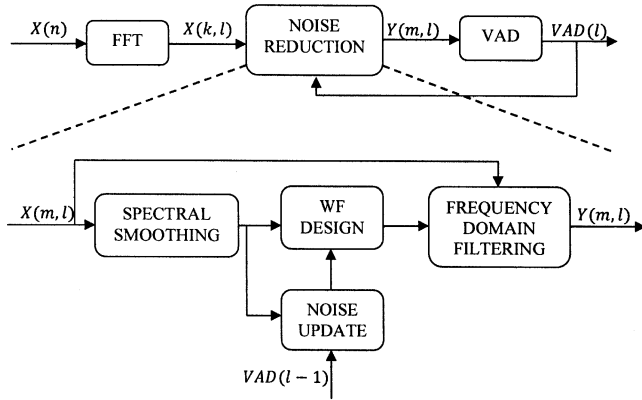 X(n)
FFT
X(k, l)
NOISE
REDUCTION
Y(m, l)
VAD
VAD(l)
X(m, l)
SPECTRAL
SMOOTHING
WF
DESIGN
FREQUENCY
DOMAIN
FILTERING
Y(m, l)
NOISE
UPDATE
VAD(l − 1)